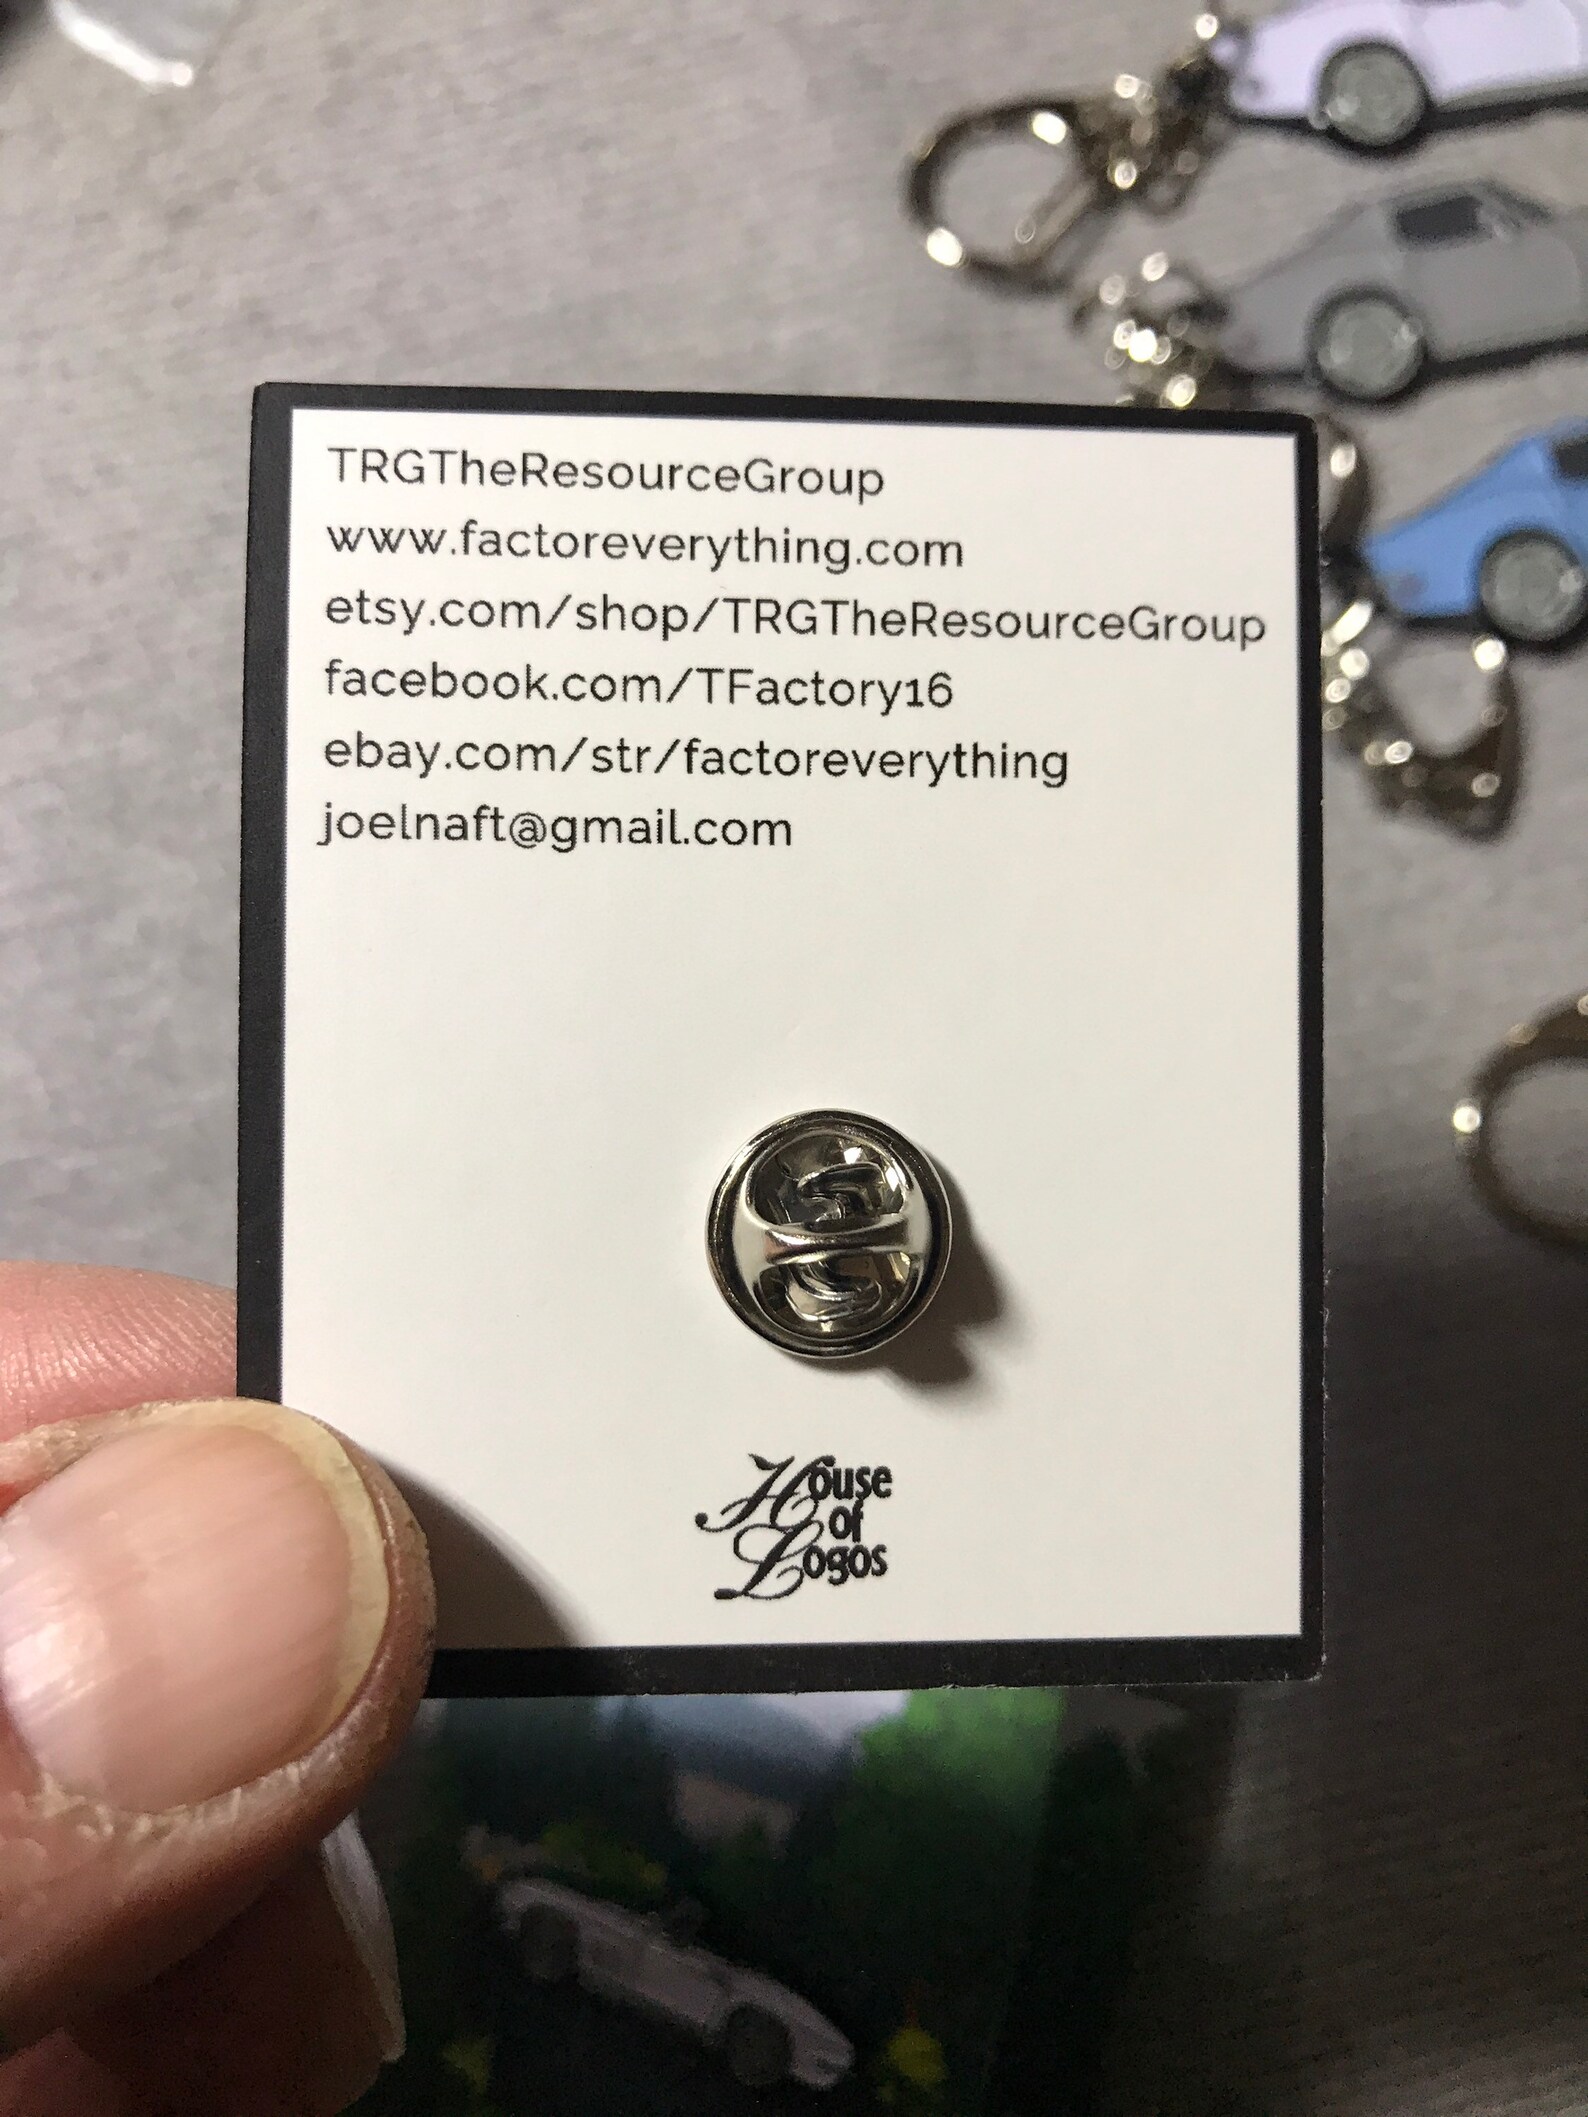 TRGTheResourceGroup
www.factoreverything.com
etsy.com/shop/TRGTheResourceGroup
facebook.com/TFactory16
ebay.com/str/factoreverything
joelnaft@gmail.com
House
of
Logos